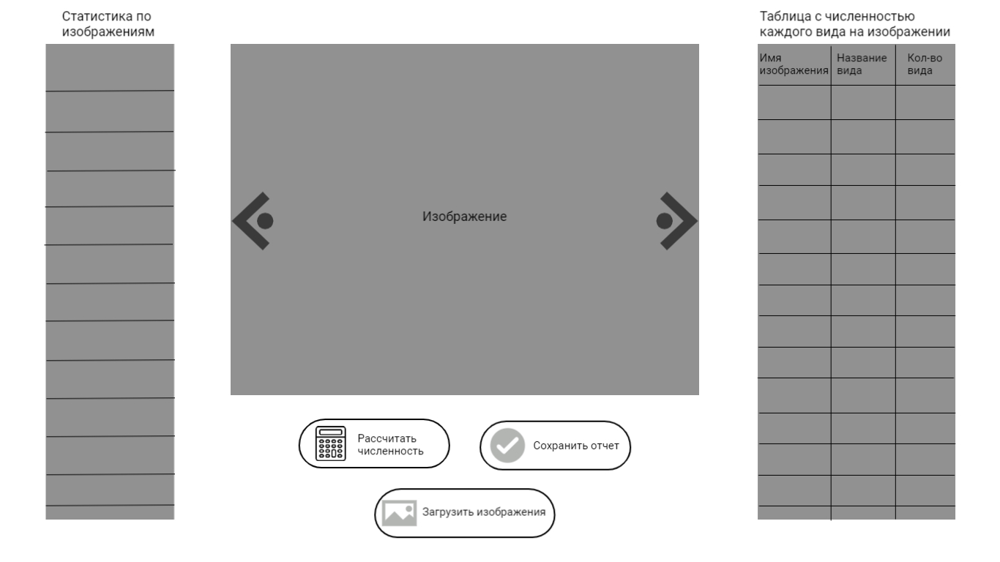 Статистика по
изображениям
Изображение
Рассчитать
численность
Сохранить отчет
Загрузить изображения
Таблица с численностью
каждого вида на изображении
Имя
изображения
Название
вида
Кол-во
вида